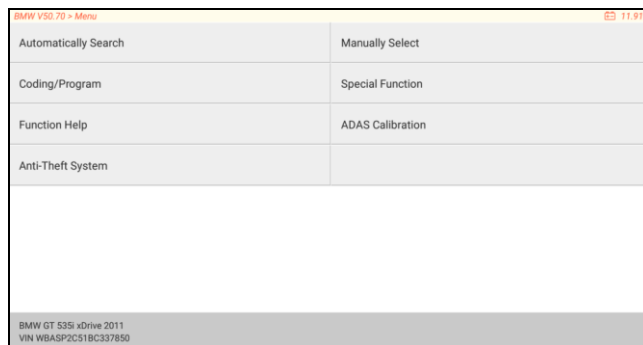 BMW V50.70 > Menu 11.91
Automatically Search Manually Select
Coding/Program Special Function
Function Help ADAS Calibration
Anti-Theft System
BMW GT 535i xDrive 2011
VIN WBASP2C51BC337850